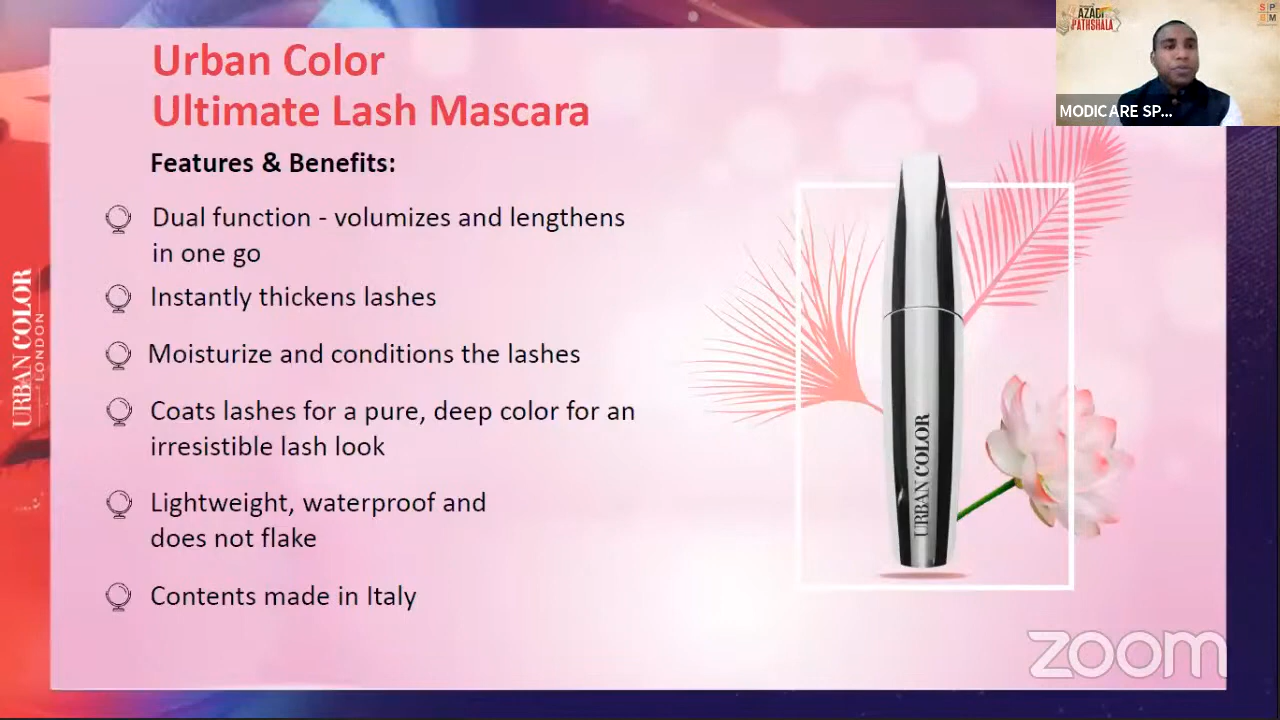 Urban Color
Ultimate Lash Mascara
Features & Benefits:
Dual function - volumizes and lengthens
in one go
Instantly thickens lashes
Moisturize and conditions the lashes
Coats lashes for a pure, deep color for an
irresistible lash look
Lightweight, waterproof and
does not flake
Contents made in Italy
URBAN COLOR
LONDON
URBAN COLOR
AZADI
PATHSHALA
MODICARE SP...
zoom